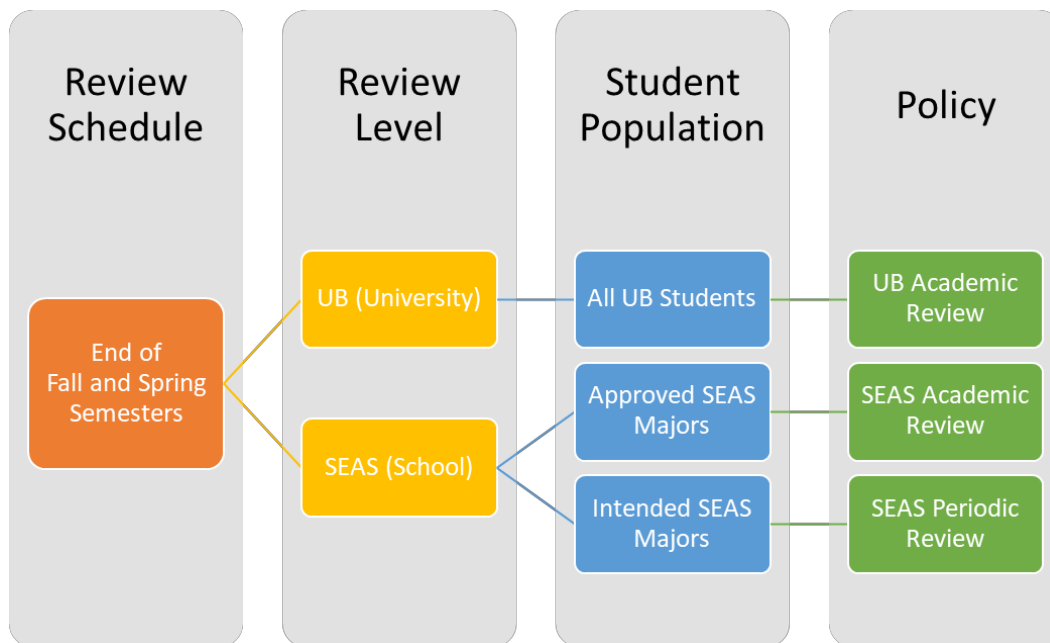 Review
Schedule
Review
Level
Student
Population
Policy
End of
Fall and Spring
Semesters
UB (University)
SEAS (School)
All UB Students
Approved SEAS
Majors
Intended SEAS
Majors
UB Academic
Review
SEAS Academic
Review
SEAS Periodic
Review